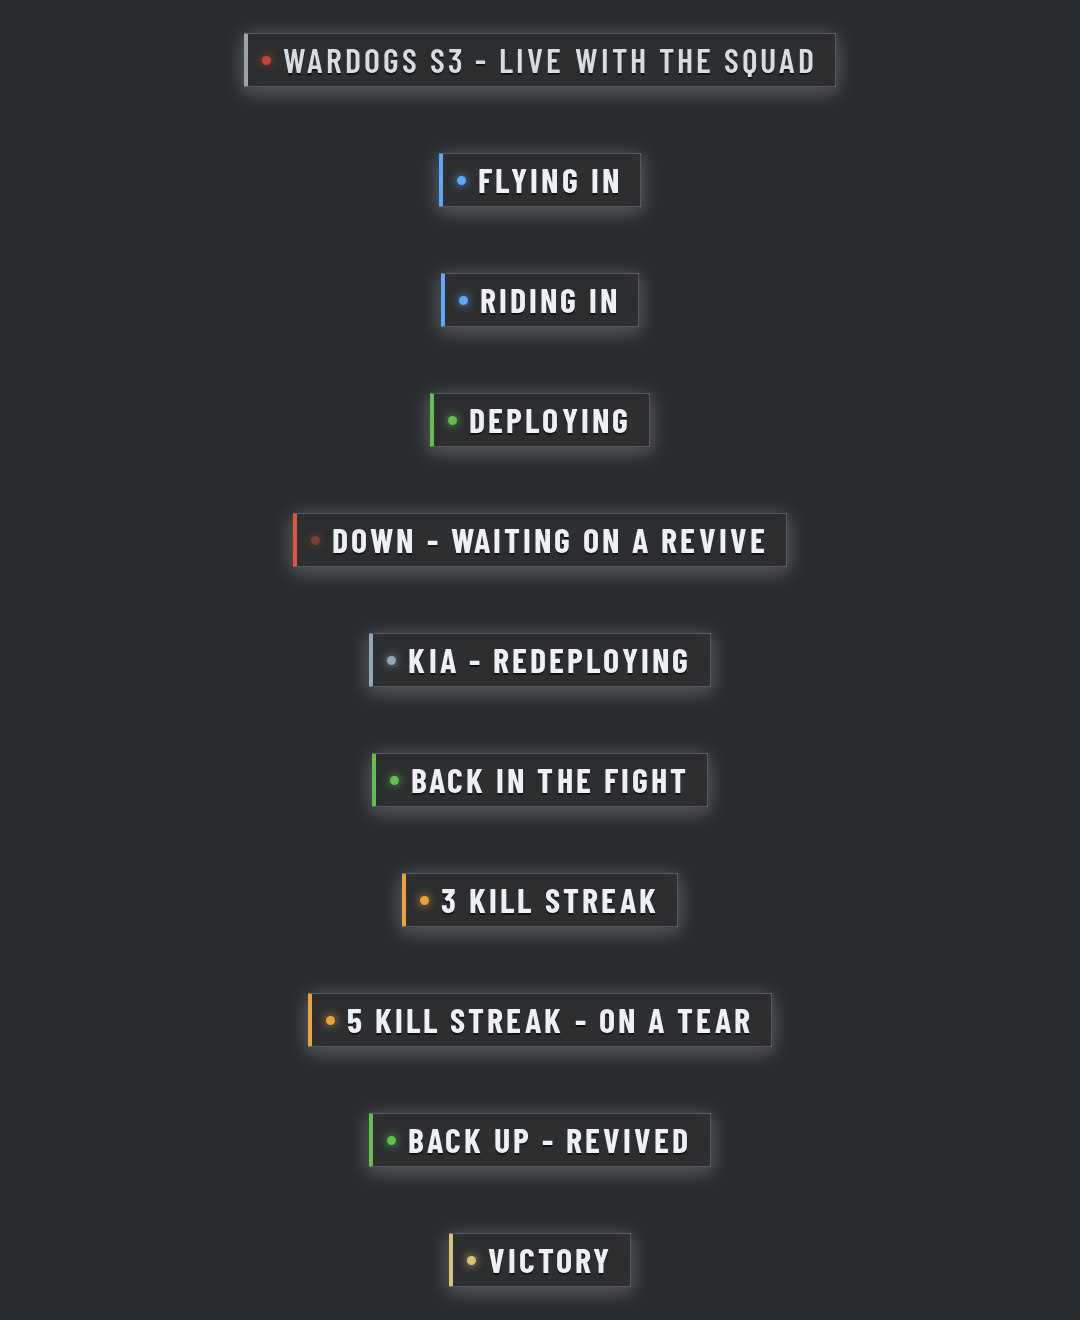 WARDOGS S3 - LIVE WITH THE SQUAD
FLYING IN
RIDING IN
DEPLOYING
DOWN - WAITING ON A REVIVE
KIA - REDEPLOYING
BACK IN THE FIGHT
3 KILL STREAK
5 KILL STREAK - ON A TEAR
BACK UP - REVIVED
VICTORY